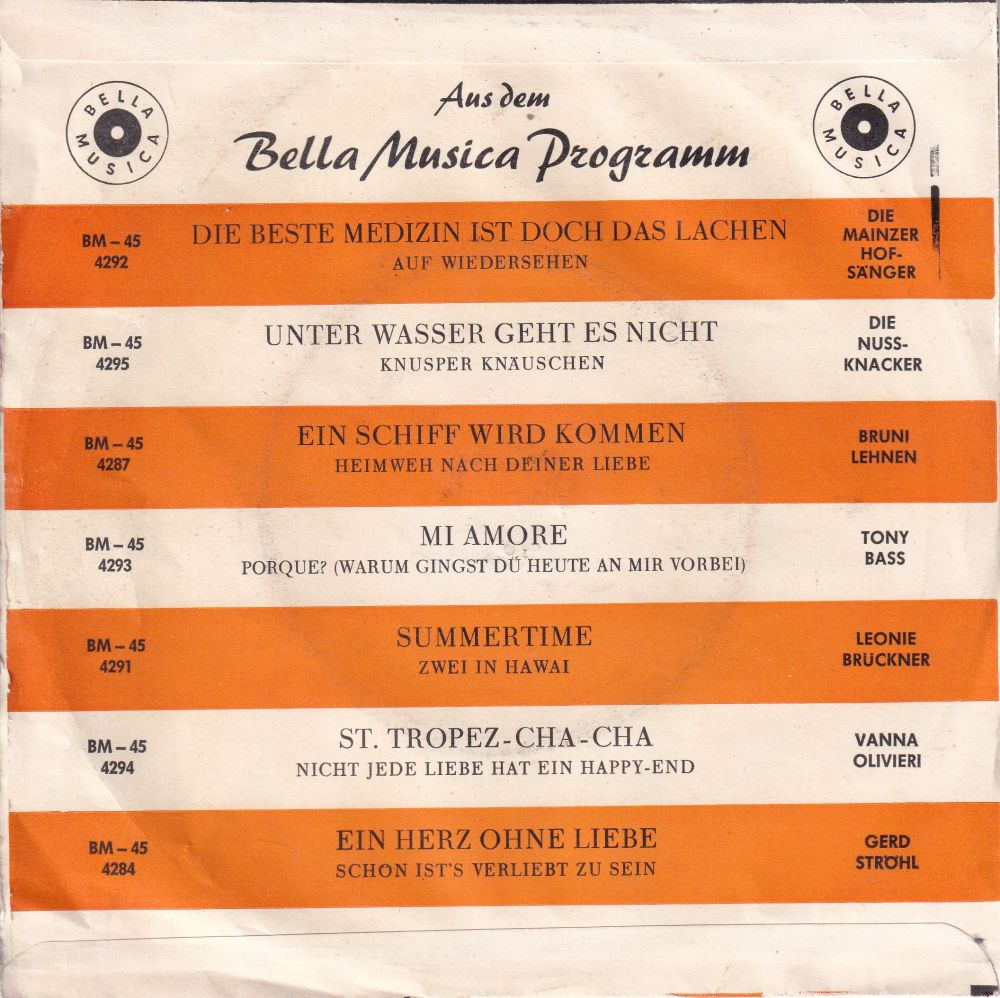 BELLA MUSICA
Aus dem
BELLA MUSICA
Bella Musica Programm
BM – 45
4292
DIE BESTE MEDIZIN IST DOCH DAS LACHEN
AUF WIEDERSEHEN
DIE
MAINZER
HOF-
SÄNGER
BM – 45
4295
UNTER WASSER GEHT ES NICHT
KNUSPER KNÄUSCHEN
DIE
NUSS-
KNACKER
BM – 45
4287
EIN SCHIFF WIRD KOMMEN
HEIMWEH NACH DEINER LIEBE
BRUNI
LEHNEN
BM – 45
4293
MI AMORE
PORQUE? (WARUM GINGST DÜ HEUTE AN MIR VORBEI)
TONY
BASS
BM – 45
4291
SUMMERTIME
ZWEI IN HAWAI
LEONIE
BRÜCKNER
BM – 45
4294
ST. TROPEZ-CHA-CHA
NICHT JEDE LIEBE HAT EIN HAPPY-END
VANNA
OLIVIERI
BM – 45
4284
EIN HERZ OHNE LIEBE
SCHÖN IST'S VERLIEBT ZU SEIN
GERD
STRÖHL